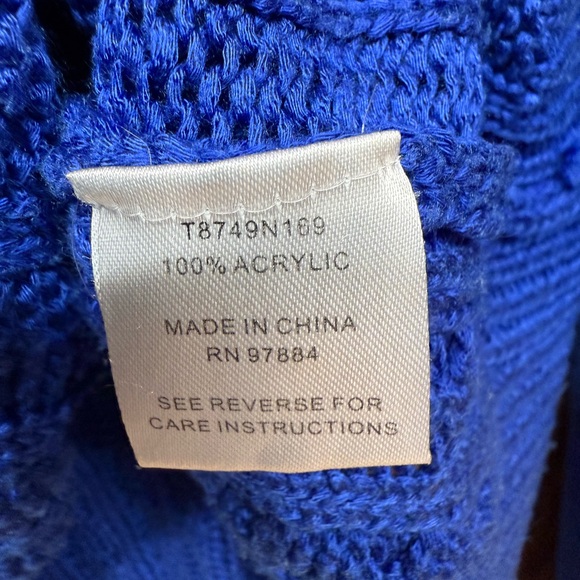 T8749N169
100% ACRYLIC
MADE IN CHINA
RN 97884
SEE REVERSE FOR
CARE INSTRUCTIONS